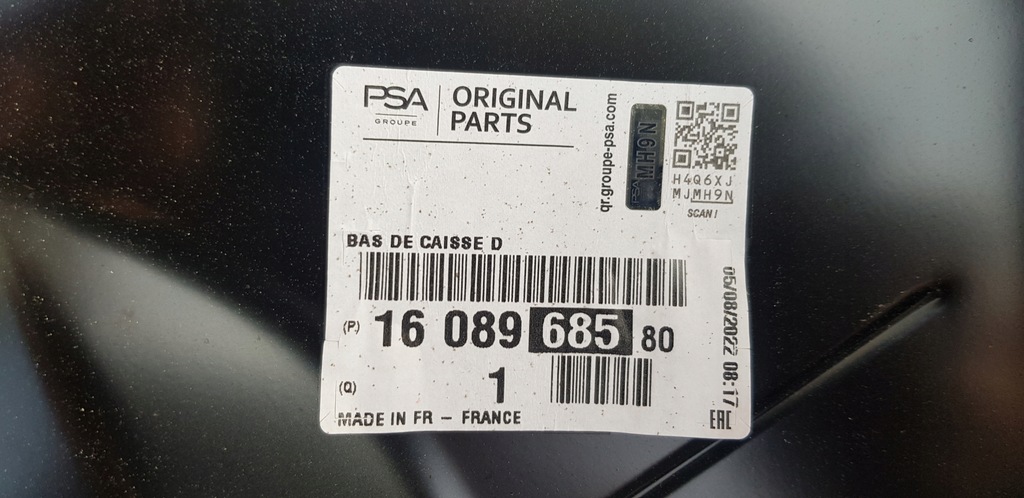 PSA
GROUPE
ORIGINAL
PARTS
qr.groupe-psa.com
PSA MH9N
H4Q6XJ
MJMH9N
SCAN!
BAS DE CAISSE D
(P) 16 089 685 80
(Q) 1
MADE IN FR - FRANCE
05/08/2022 08:17
EAC